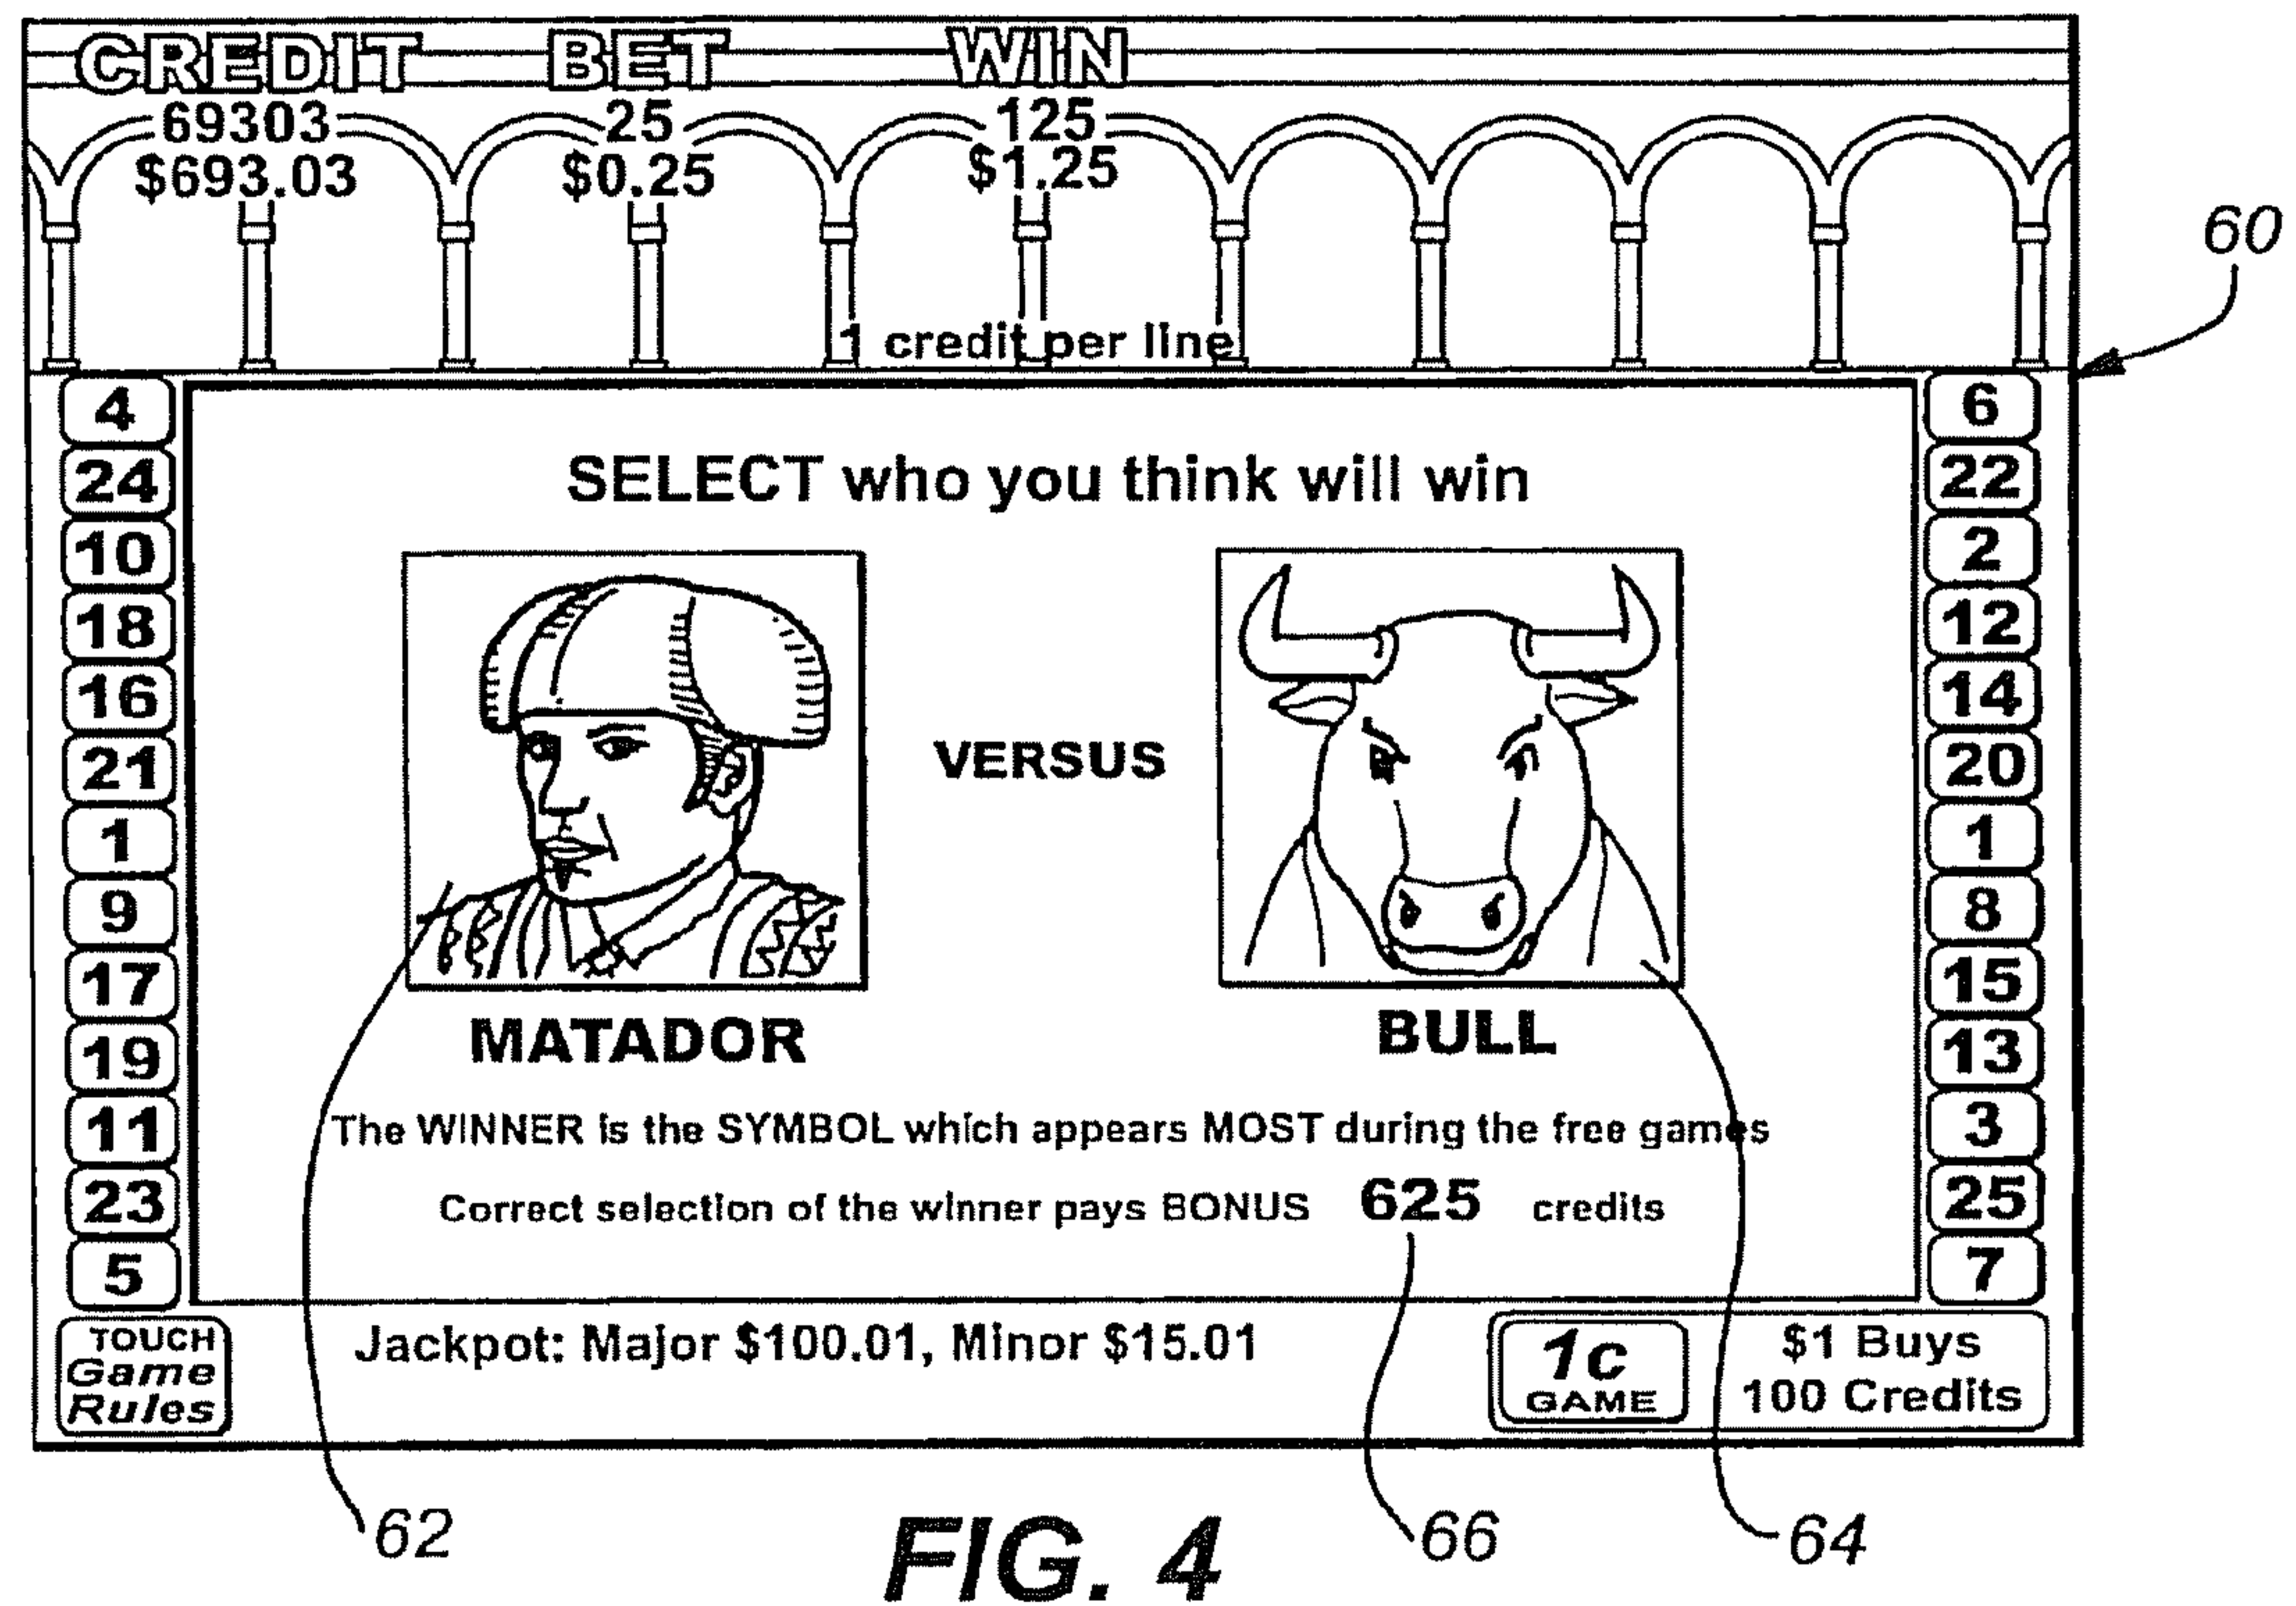 CREDIT BET WIN
69303 25 125
$693.03 $0.25 $1.25
60
1 credit per line
4 6
24 22
10 2
18 12
16 14
21 20
1 1
9 8
17 15
19 13
11 3
23 25
5 7
SELECT who you think will win
VERSUS
MATADOR BULL
The WINNER is the SYMBOL which appears MOST during the free games
Correct selection of the winner pays BONUS 625 credits
TOUCH
Game
Rules
Jackpot: Major $100.01, Minor $15.01
1c
GAME
$1 Buys
100 Credits
62 66 64
FIG. 4